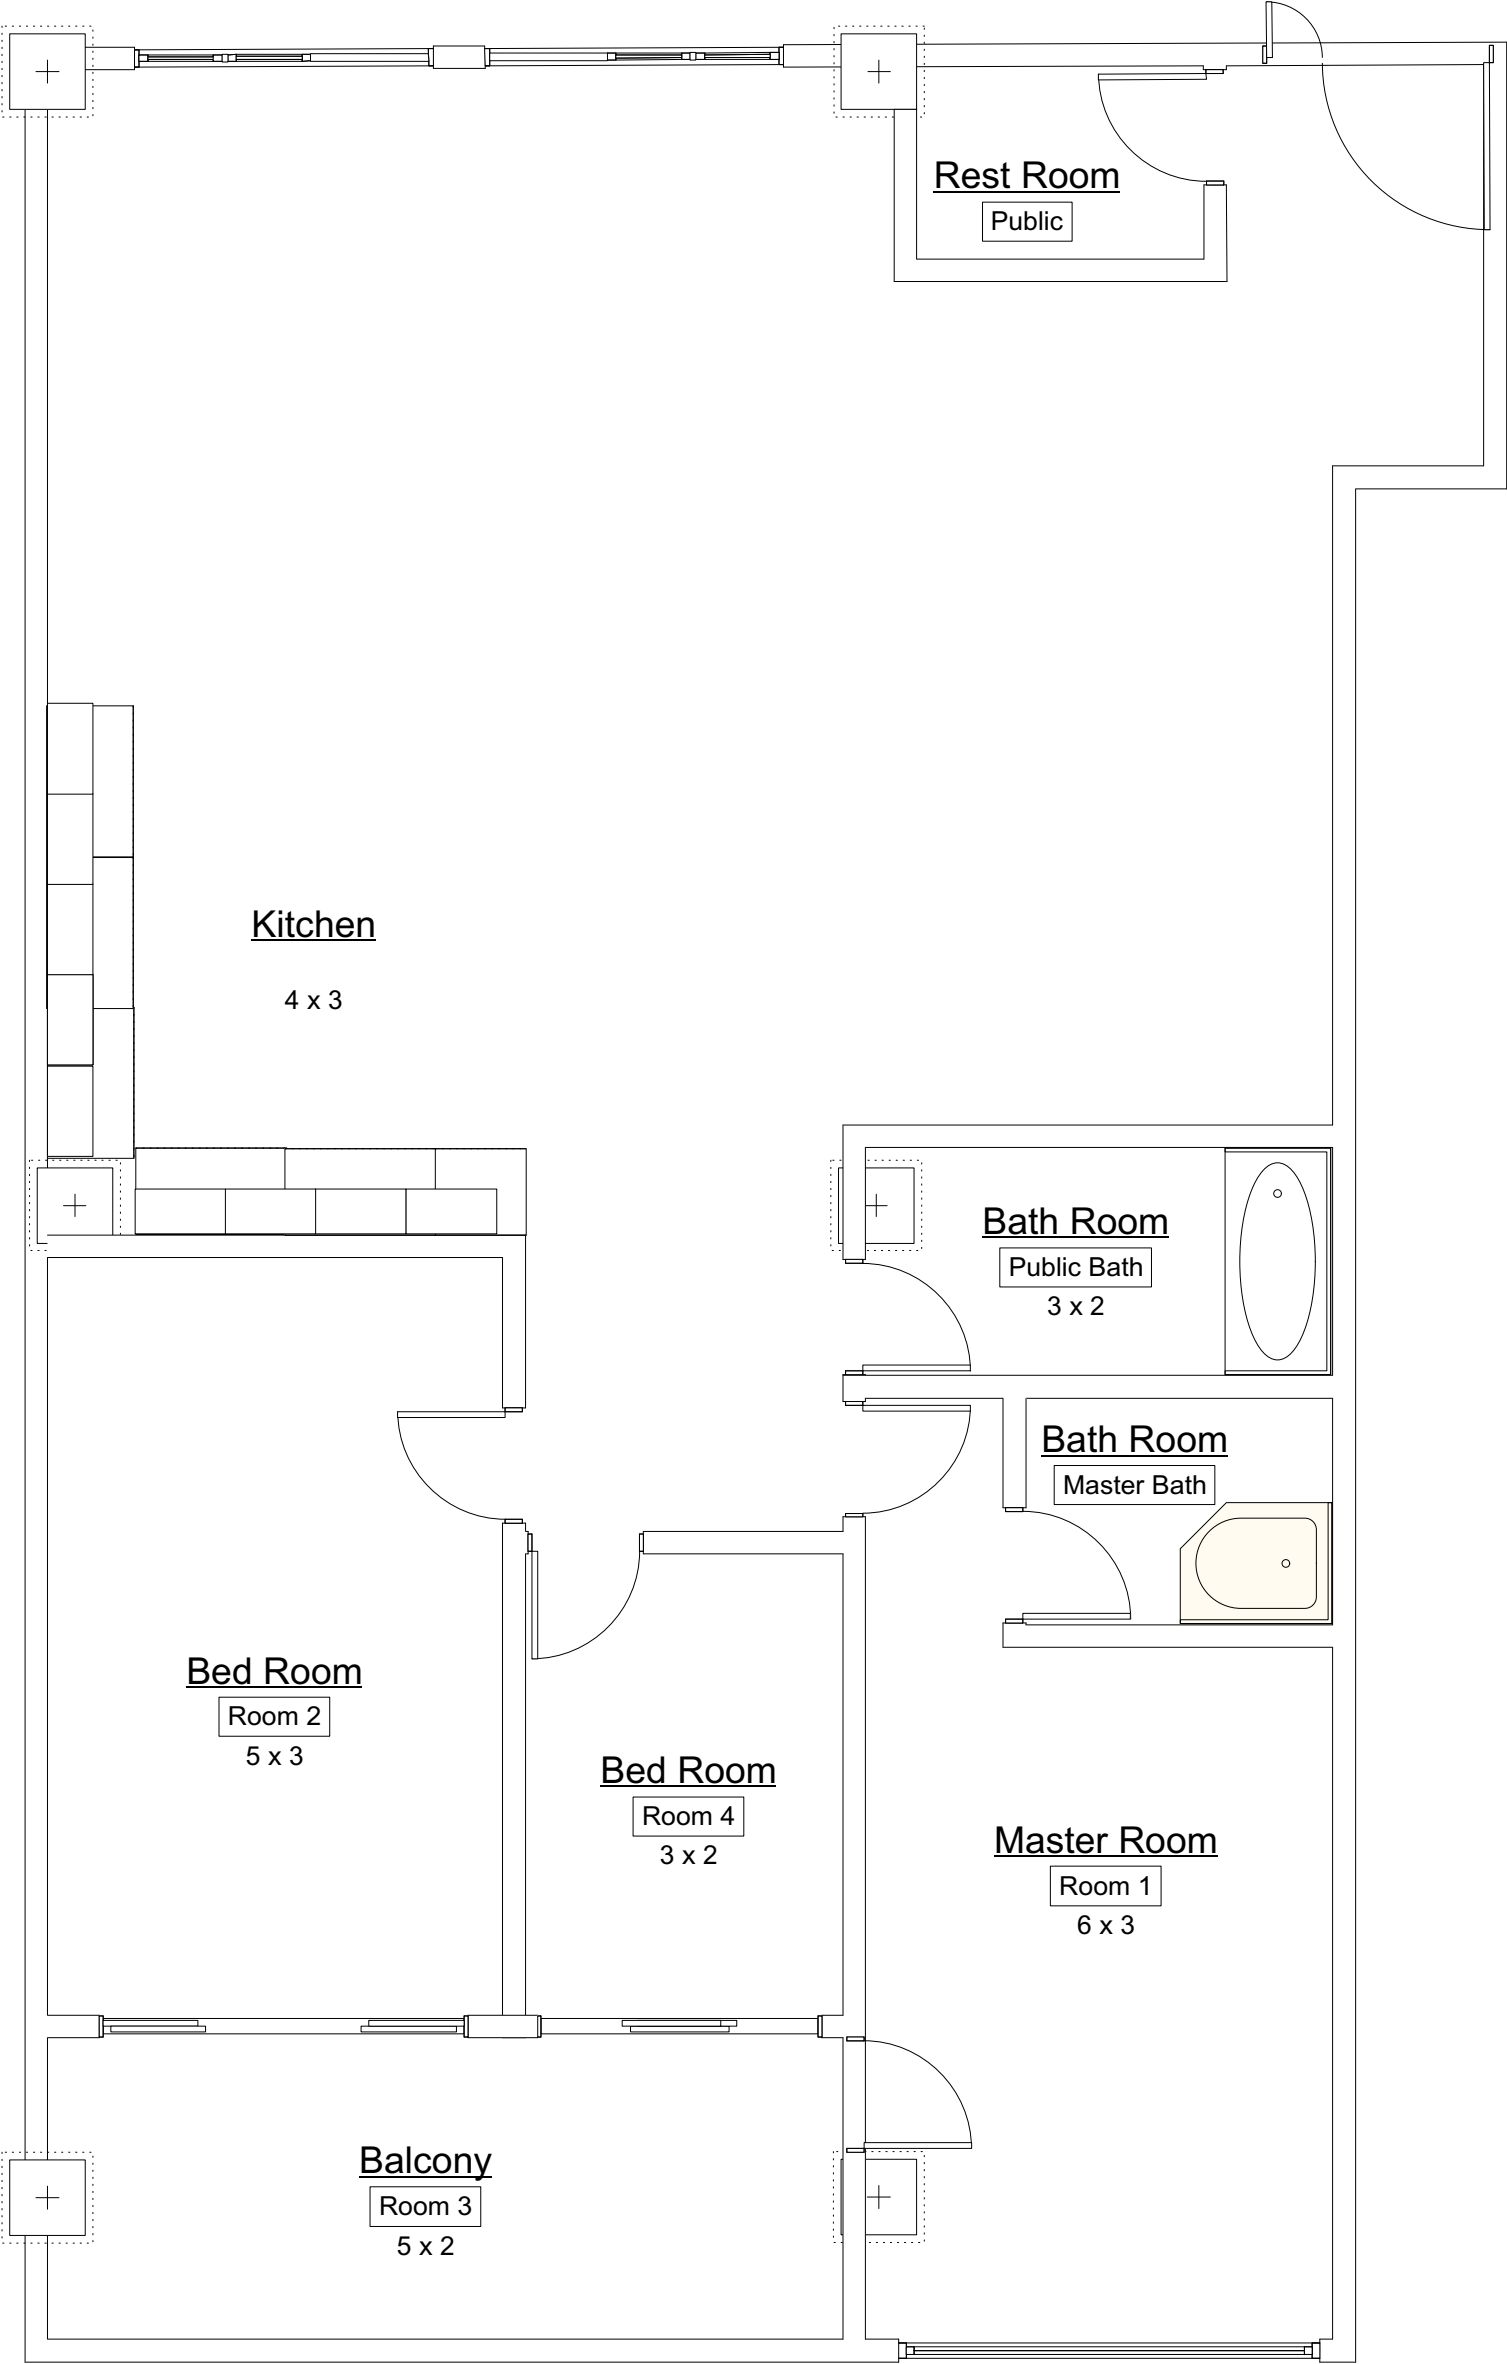 Rest Room
Public
Kitchen
4 x 3
Bath Room
Public Bath
3 x 2
Bath Room
Master Bath
Bed Room
Room 2
5 x 3
Bed Room
Room 4
3 x 2
Master Room
Room 1
6 x 3
Balcony
Room 3
5 x 2